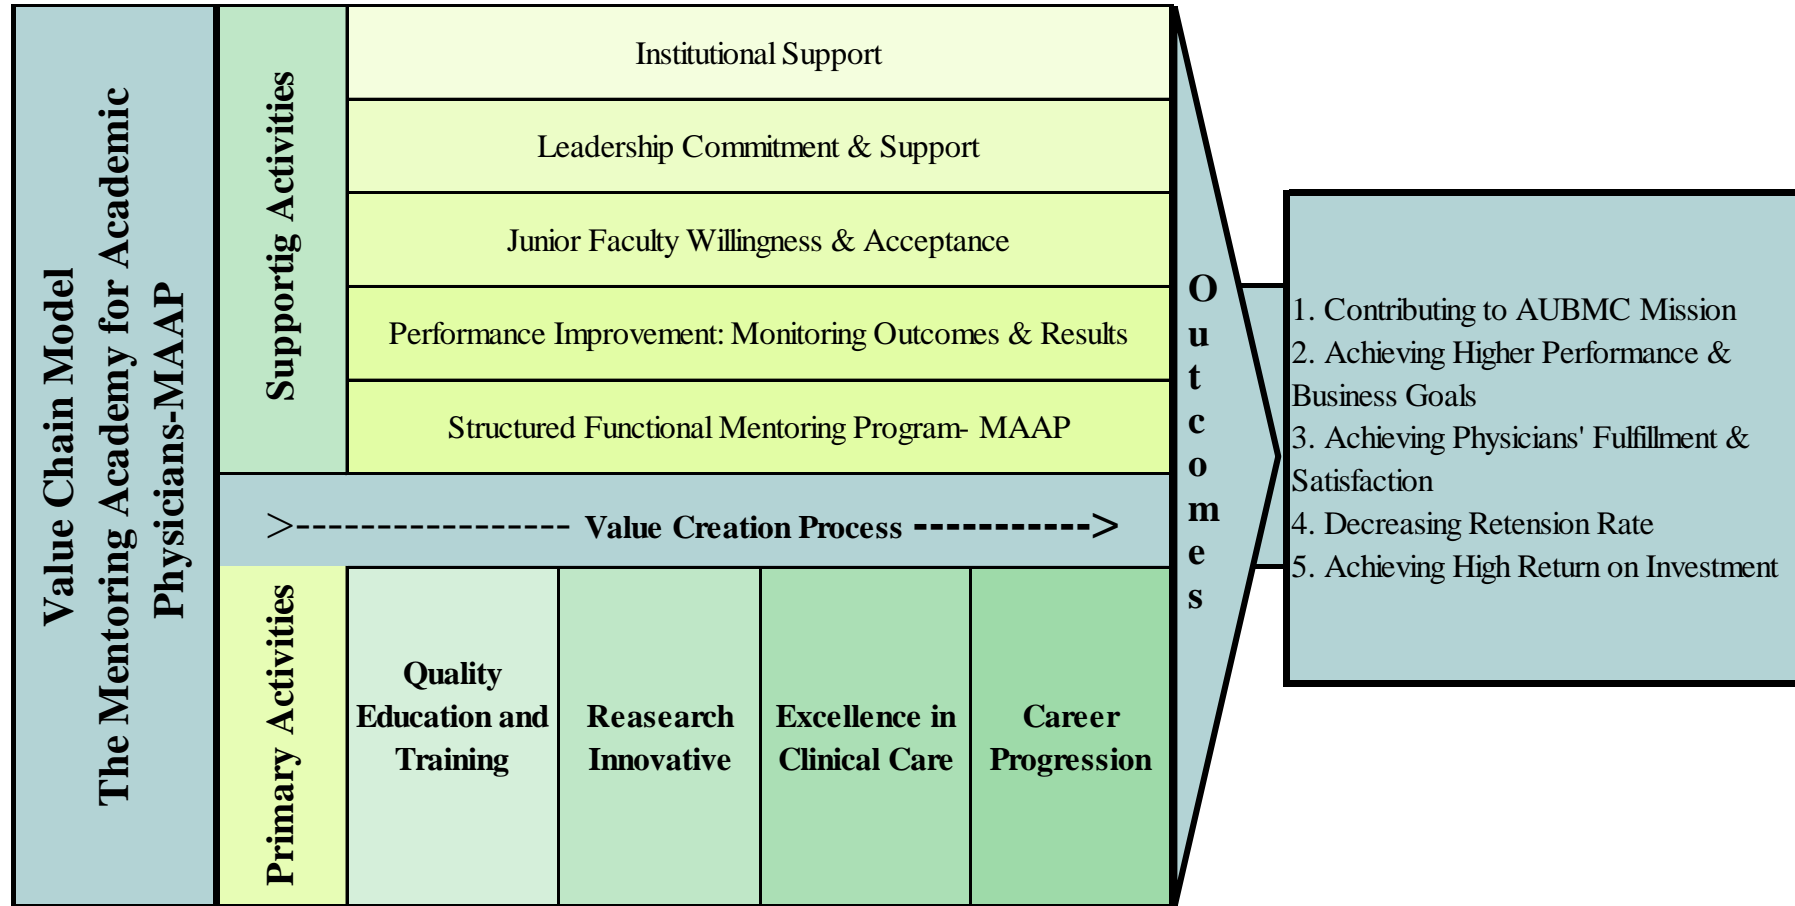 Value Chain Model
The Mentoring Academy for Academic
Physicians-MAAP
Supportig Activities
Institutional Support
Leadership Commitment & Support
Junior Faculty Willingness & Acceptance
Performance Improvement: Monitoring Outcomes & Results
Structured Functional Mentoring Program- MAAP
>----------------- Value Creation Process ----------->
Primary Activities
Quality
Education and
Training
Reasearch
Innovative
Excellence in
Clinical Care
Career
Progression
Outcomes
1. Contributing to AUBMC Mission
2. Achieving Higher Performance &
Business Goals
3. Achieving Physicians' Fulfillment &
Satisfaction
4. Decreasing Retension Rate
5. Achieving High Return on Investment